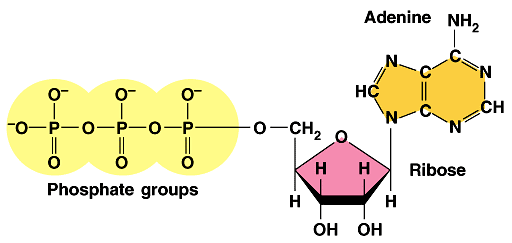 Adenine
NH₂
N
C
N
C
HC
C
CH
N
N
O⁻
O⁻
O⁻
⁻O—P—O—P—O—P—O—CH₂
O
O
O
O
Phosphate groups
Ribose
H
H
H
H
OH
OH